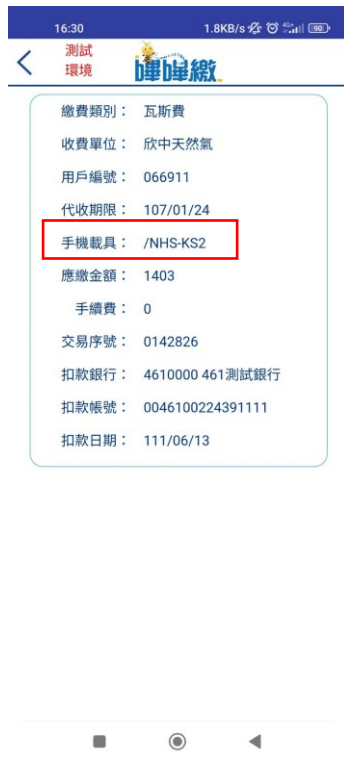 16:30 1.8KB/s 4G 90
測試
環境
嗶嗶繳
繳費類別： 瓦斯費
收費單位： 欣中天然氣
用戶編號： 066911
代收期限： 107/01/24
手機載具： /NHS-KS2
應繳金額： 1403
手續費： 0
交易序號： 0142826
扣款銀行： 4610000 461測試銀行
扣款帳號： 0046100224391111
扣款日期： 111/06/13